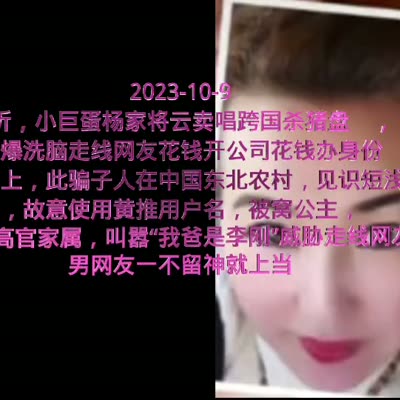 2023-10-9
听，小巨蛋杨家将云卖唱跨国杀猪盘 ，
爆洗脑走线网友花钱开公司花钱办身份
上，此骗子人在中国东北农村，见识短浅
，故意使用黄推用户名，被窝公主，
高官家属，叫嚣“我爸是李刚”威胁走线网友
男网友一不留神就上当